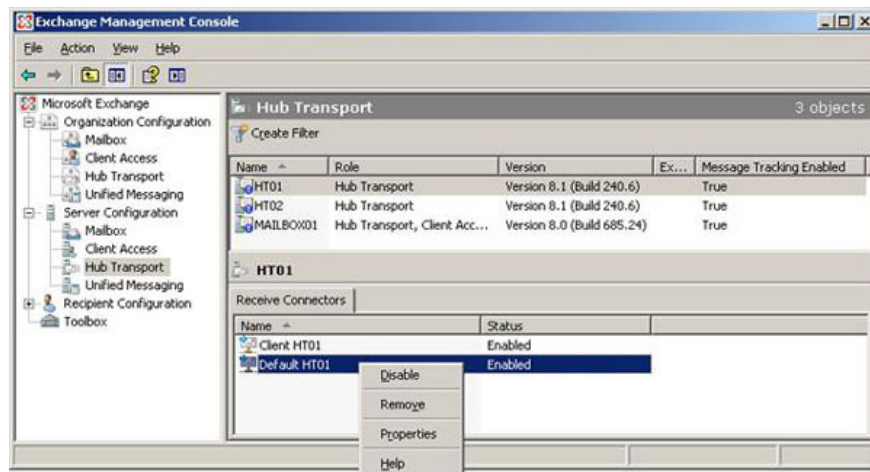 Exchange Management Console
File Action View Help
Microsoft Exchange
Organization Configuration
Mailbox
Client Access
Hub Transport
Unified Messaging
Server Configuration
Mailbox
Client Access
Hub Transport
Unified Messaging
Recipient Configuration
Toolbox
Hub Transport 3 objects
Create Filter
Name Role Version Ex... Message Tracking Enabled
HT01 Hub Transport Version 8.1 (Build 240.6) True
HT02 Hub Transport Version 8.1 (Build 240.6) True
MAILBOX01 Hub Transport, Client Acc... Version 8.0 (Build 685.24) True
HT01
Receive Connectors
Name Status
Client HT01 Enabled
Default HT01 Enabled
Disable
Remove
Properties
Help